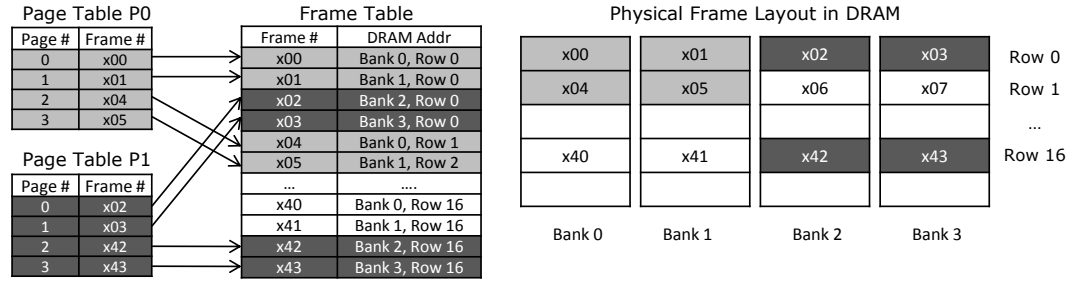 Page Table P0
Page # Frame #
0 x00
1 x01
2 x04
3 x05
Page Table P1
Page # Frame #
0 x02
1 x03
2 x42
3 x43
Frame Table
Frame # DRAM Addr
x00 Bank 0, Row 0
x01 Bank 1, Row 0
x02 Bank 2, Row 0
x03 Bank 3, Row 0
x04 Bank 0, Row 1
x05 Bank 1, Row 2
... ....
x40 Bank 0, Row 16
x41 Bank 1, Row 16
x42 Bank 2, Row 16
x43 Bank 3, Row 16
Physical Frame Layout in DRAM
x00 x01 x02 x03 Row 0
x04 x05 x06 x07 Row 1
...
x40 x41 x42 x43 Row 16
Bank 0 Bank 1 Bank 2 Bank 3